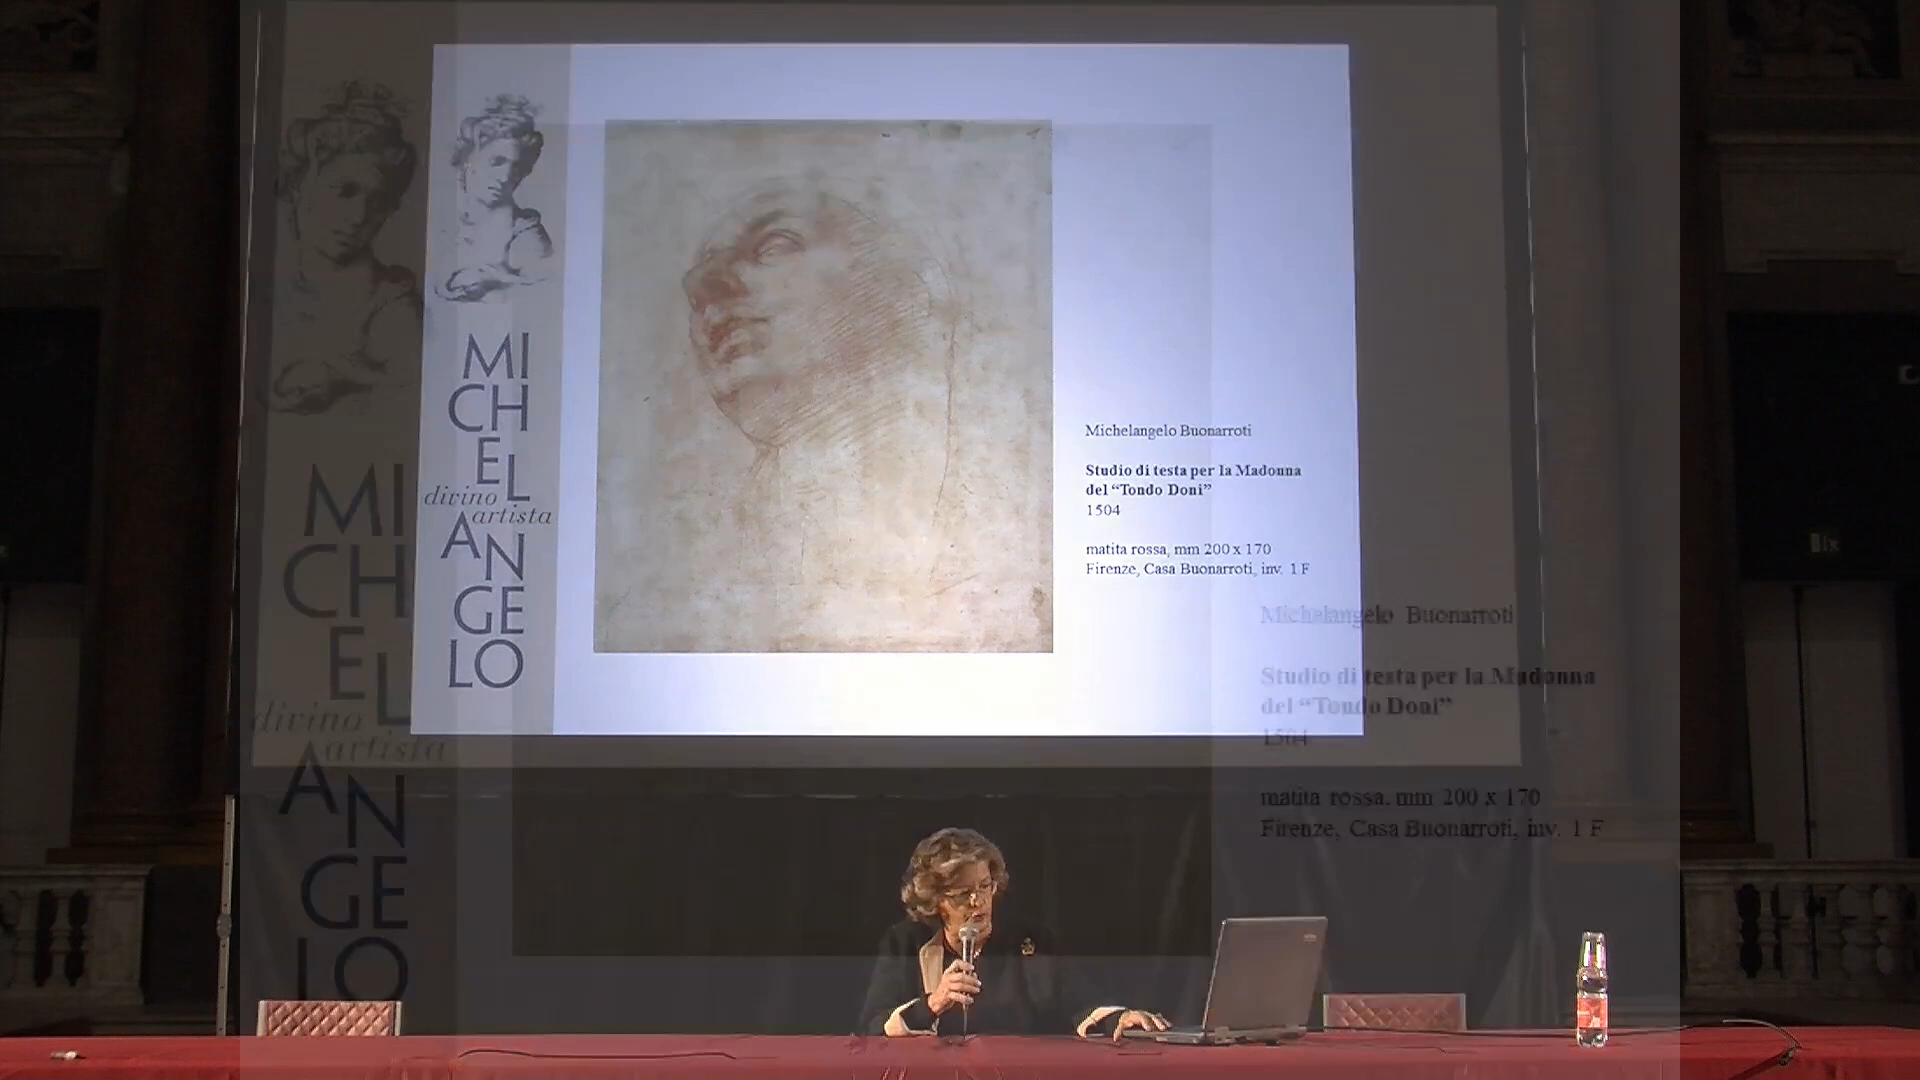 MI
CH
EL
divino
artista
AN
GE
LO
Michelangelo Buonarroti
Studio di testa per la Madonna
del “Tondo Doni”
1504
matita rossa, mm 200 x 170
Firenze, Casa Buonarroti, inv. 1 F
MI
CH
EL
divino
artista
AN
GE
LO
Michelangelo Buonarroti
Studio di testa per la Madonna
del “Tondo Doni”
1504
matita rossa, mm 200 x 170
Firenze, Casa Buonarroti, inv. 1 F